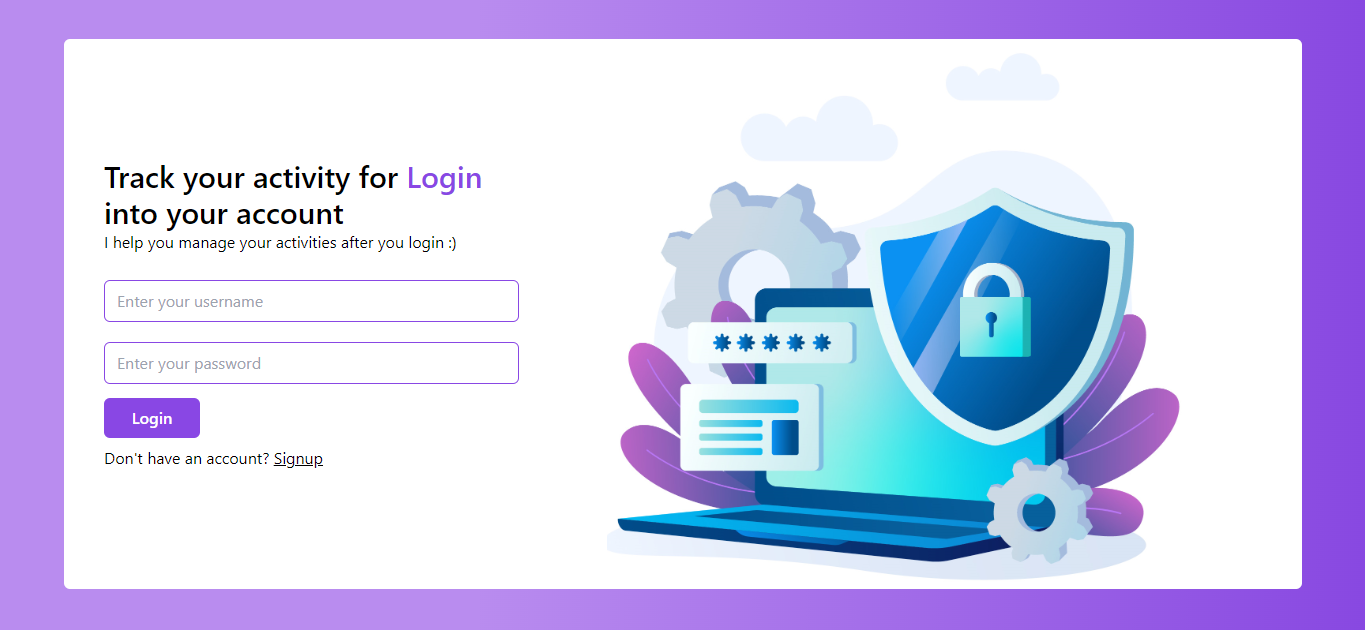 Track your activity for Login
into your account
I help you manage your activities after you login :)
Enter your username
Enter your password
Login
Don't have an account? Signup